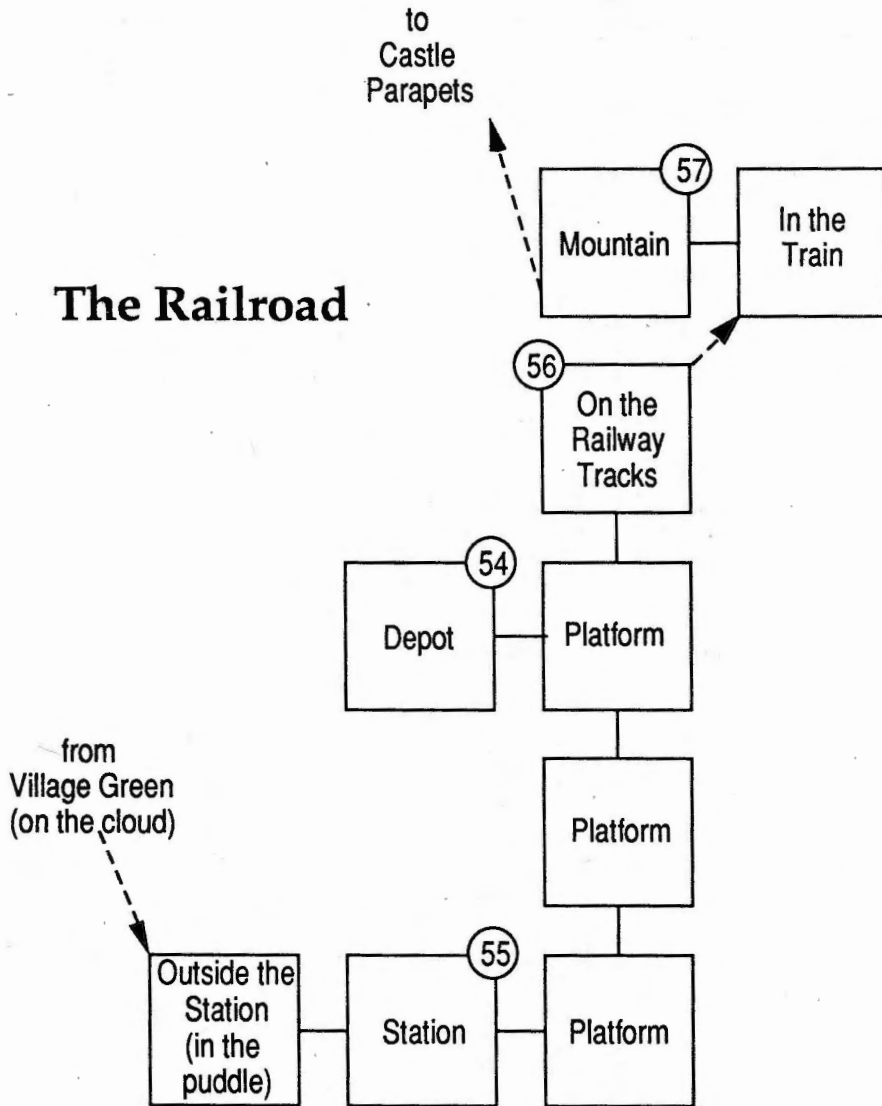 to
Castle
Parapets
57
Mountain
In the
Train
The Railroad
56
On the
Railway
Tracks
54
Depot
Platform
from
Village Green
(on the cloud)
Platform
55
Outside the
Station
(in the
puddle)
Station
Platform